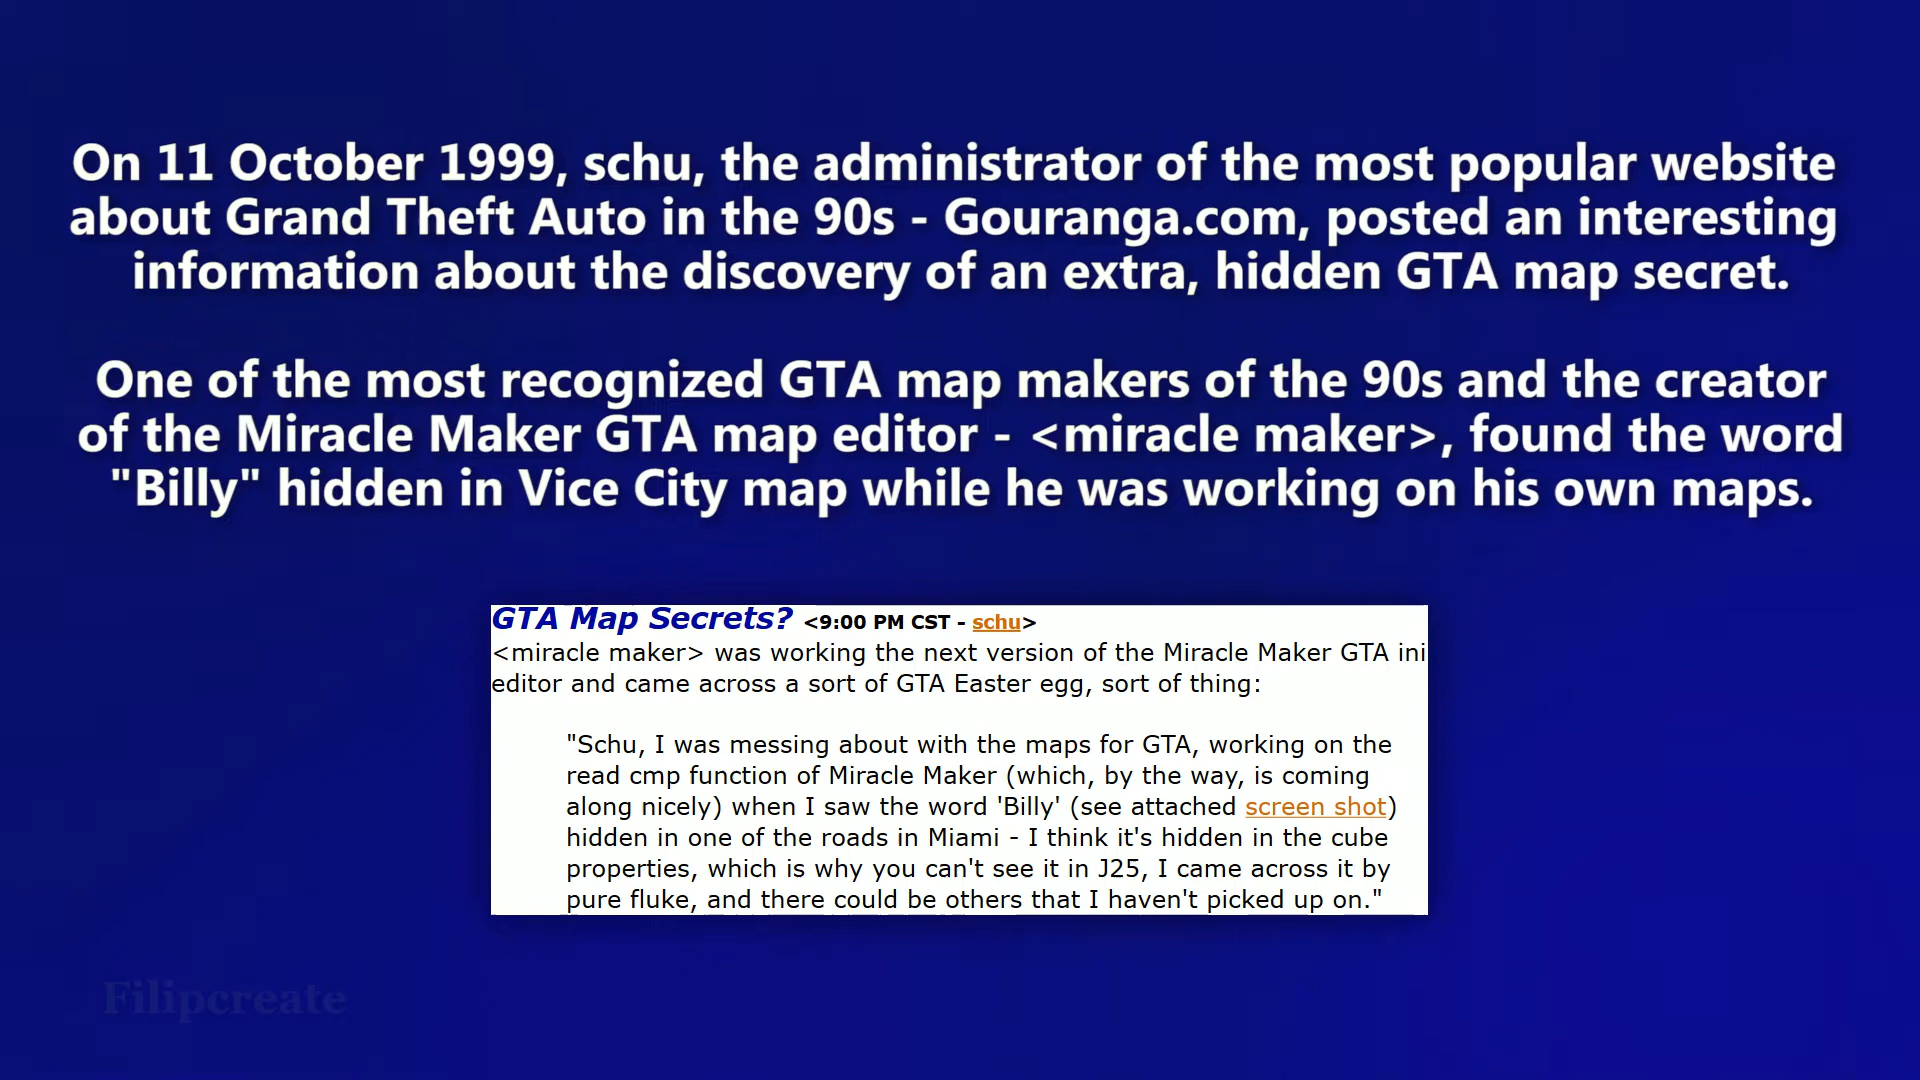 On 11 October 1999, schu, the administrator of the most popular website
about Grand Theft Auto in the 90s - Gouranga.com, posted an interesting
information about the discovery of an extra, hidden GTA map secret.
One of the most recognized GTA map makers of the 90s and the creator
of the Miracle Maker GTA map editor - <miracle maker>, found the word
"Billy" hidden in Vice City map while he was working on his own maps.
GTA Map Secrets? <9:00 PM CST - schu>
<miracle maker> was working the next version of the Miracle Maker GTA ini
editor and came across a sort of GTA Easter egg, sort of thing:
"Schu, I was messing about with the maps for GTA, working on the
read cmp function of Miracle Maker (which, by the way, is coming
along nicely) when I saw the word 'Billy' (see attached screen shot)
hidden in one of the roads in Miami - I think it's hidden in the cube
properties, which is why you can't see it in J25, I came across it by
pure fluke, and there could be others that I haven't picked up on."
Filipcreate